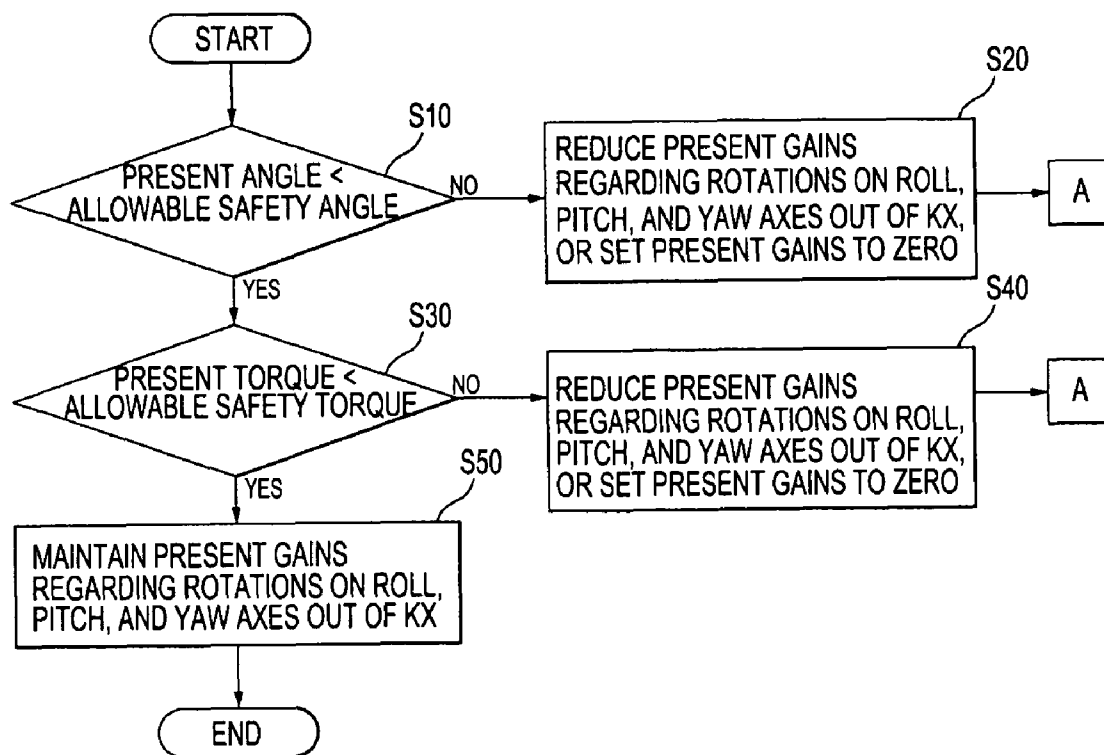 START
S10
PRESENT ANGLE <
ALLOWABLE SAFETY ANGLE
NO
S20
REDUCE PRESENT GAINS
REGARDING ROTATIONS ON ROLL,
PITCH, AND YAW AXES OUT OF KX,
OR SET PRESENT GAINS TO ZERO
A
YES
S30
PRESENT TORQUE <
ALLOWABLE SAFETY TORQUE
NO
S40
REDUCE PRESENT GAINS
REGARDING ROTATIONS ON ROLL,
PITCH, AND YAW AXES OUT OF KX,
OR SET PRESENT GAINS TO ZERO
A
YES
S50
MAINTAIN PRESENT GAINS
REGARDING ROTATIONS ON ROLL,
PITCH, AND YAW AXES OUT OF KX
END